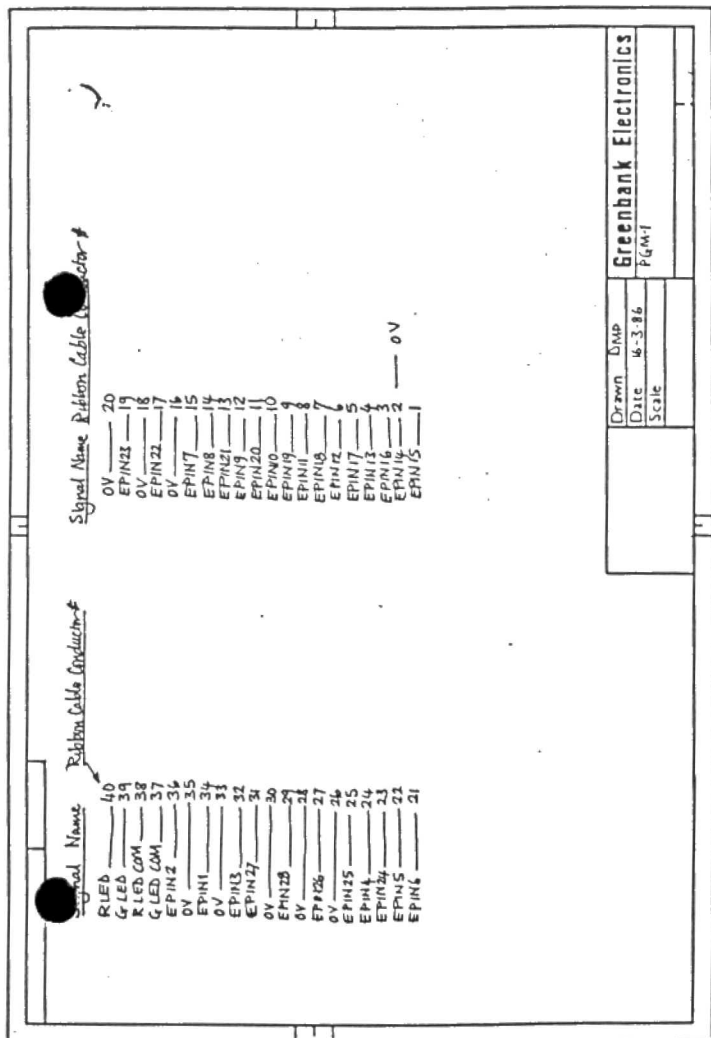 Signal Name Ribbon Cable Conductor #
RLED 40
GLED 39
RLED COM 38
GLED COM 37
EPIN2 36
0V 35
EPIN1 34
0V 33
EPIN3 32
EPIN27 31
0V 30
EPIN28 29
0V 28
EPIN26 27
0V 26
EPIN25 25
EPIN4 24
EPIN24 23
EPIN5 22
EPIN6 21
Signal Name Ribbon Cable Conductor #
0V 20
EPIN23 19
0V 18
EPIN22 17
0V 16
EPIN7 15
EPIN8 14
EPIN21 13
EPIN9 12
EPIN20 11
EPIN10 10
EPIN19 9
EPIN11 8
EPIN18 7
EPIN12 6
EPIN17 5
EPIN13 4
EPIN16 3
EPIN14 2 0V
EPIN15 1
Drawn DMP
Date 16-3-86
Scale
Greenbank Electronics
PGM-1